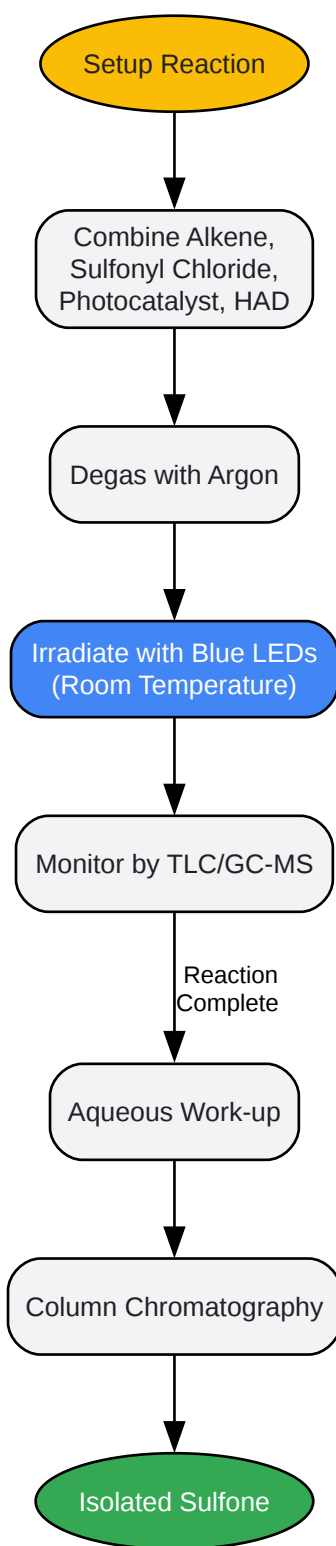 Setup Reaction
Combine Alkene,
Sulfonyl Chloride,
Photocatalyst, HAD
Degas with Argon
Irradiate with Blue LEDs
(Room Temperature)
Monitor by TLC/GC-MS
Reaction
Complete
Aqueous Work-up
Column Chromatography
Isolated Sulfone